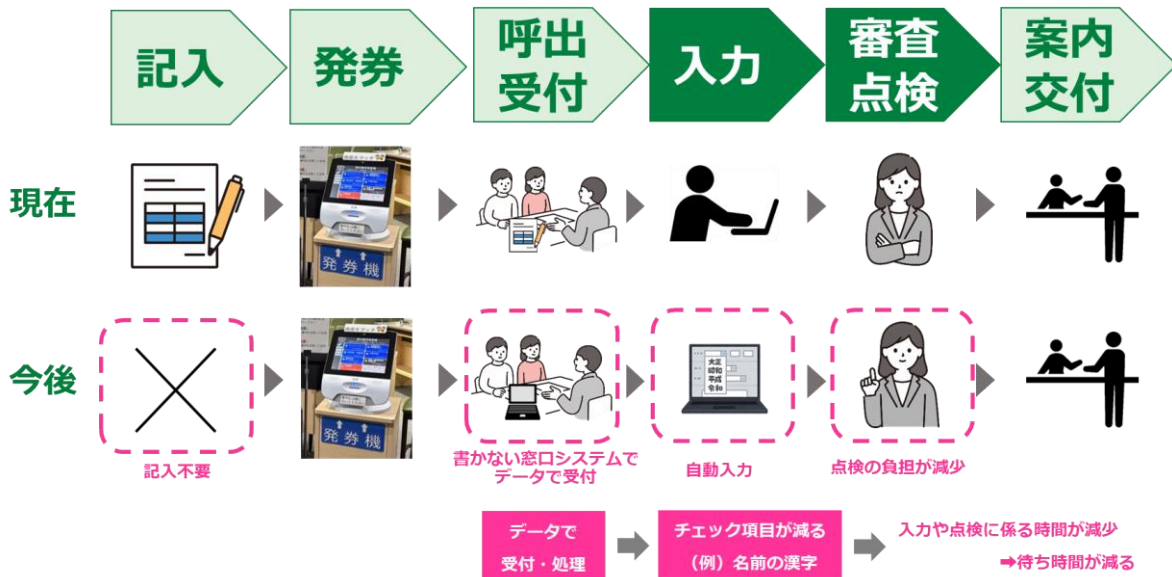 記入
発券
呼出
受付
入力
審査
点検
案内
交付
現在
発券機
今後
発券機
大正
昭和
平成
令和
記入不要
書かない窓口システムで
データで受付
自動入力
点検の負担が減少
データで
受付・処理
チェック項目が減る
（例）名前の漢字
入力や点検に係る時間が減少
➡待ち時間が減る